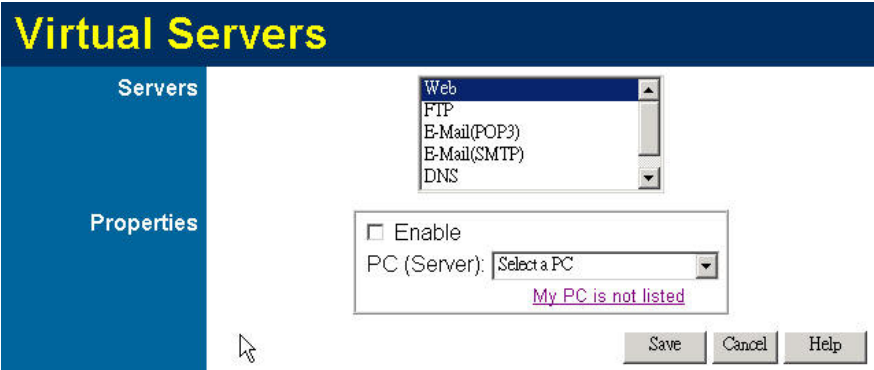 Virtual Servers
Servers
Web
FTP
E-Mail(POP3)
E-Mail(SMTP)
DNS
Properties
Enable
PC (Server): Select a PC
My PC is not listed
Save Cancel Help